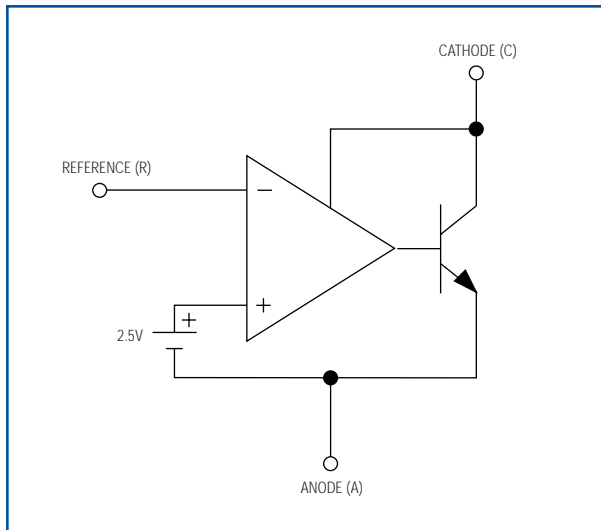 CATHODE (C)
REFERENCE (R)
−
+
+
2.5V
ANODE (A)